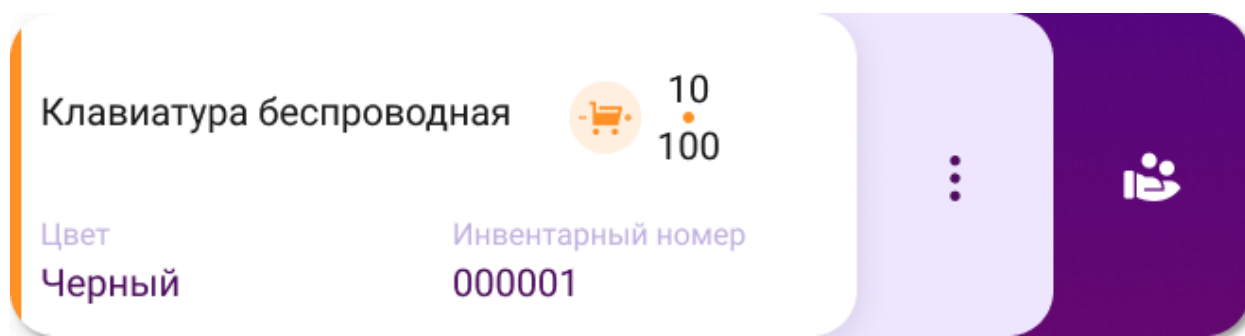 Клавиатура беспроводная
10
100
Цвет
Инвентарный номер
Черный
000001